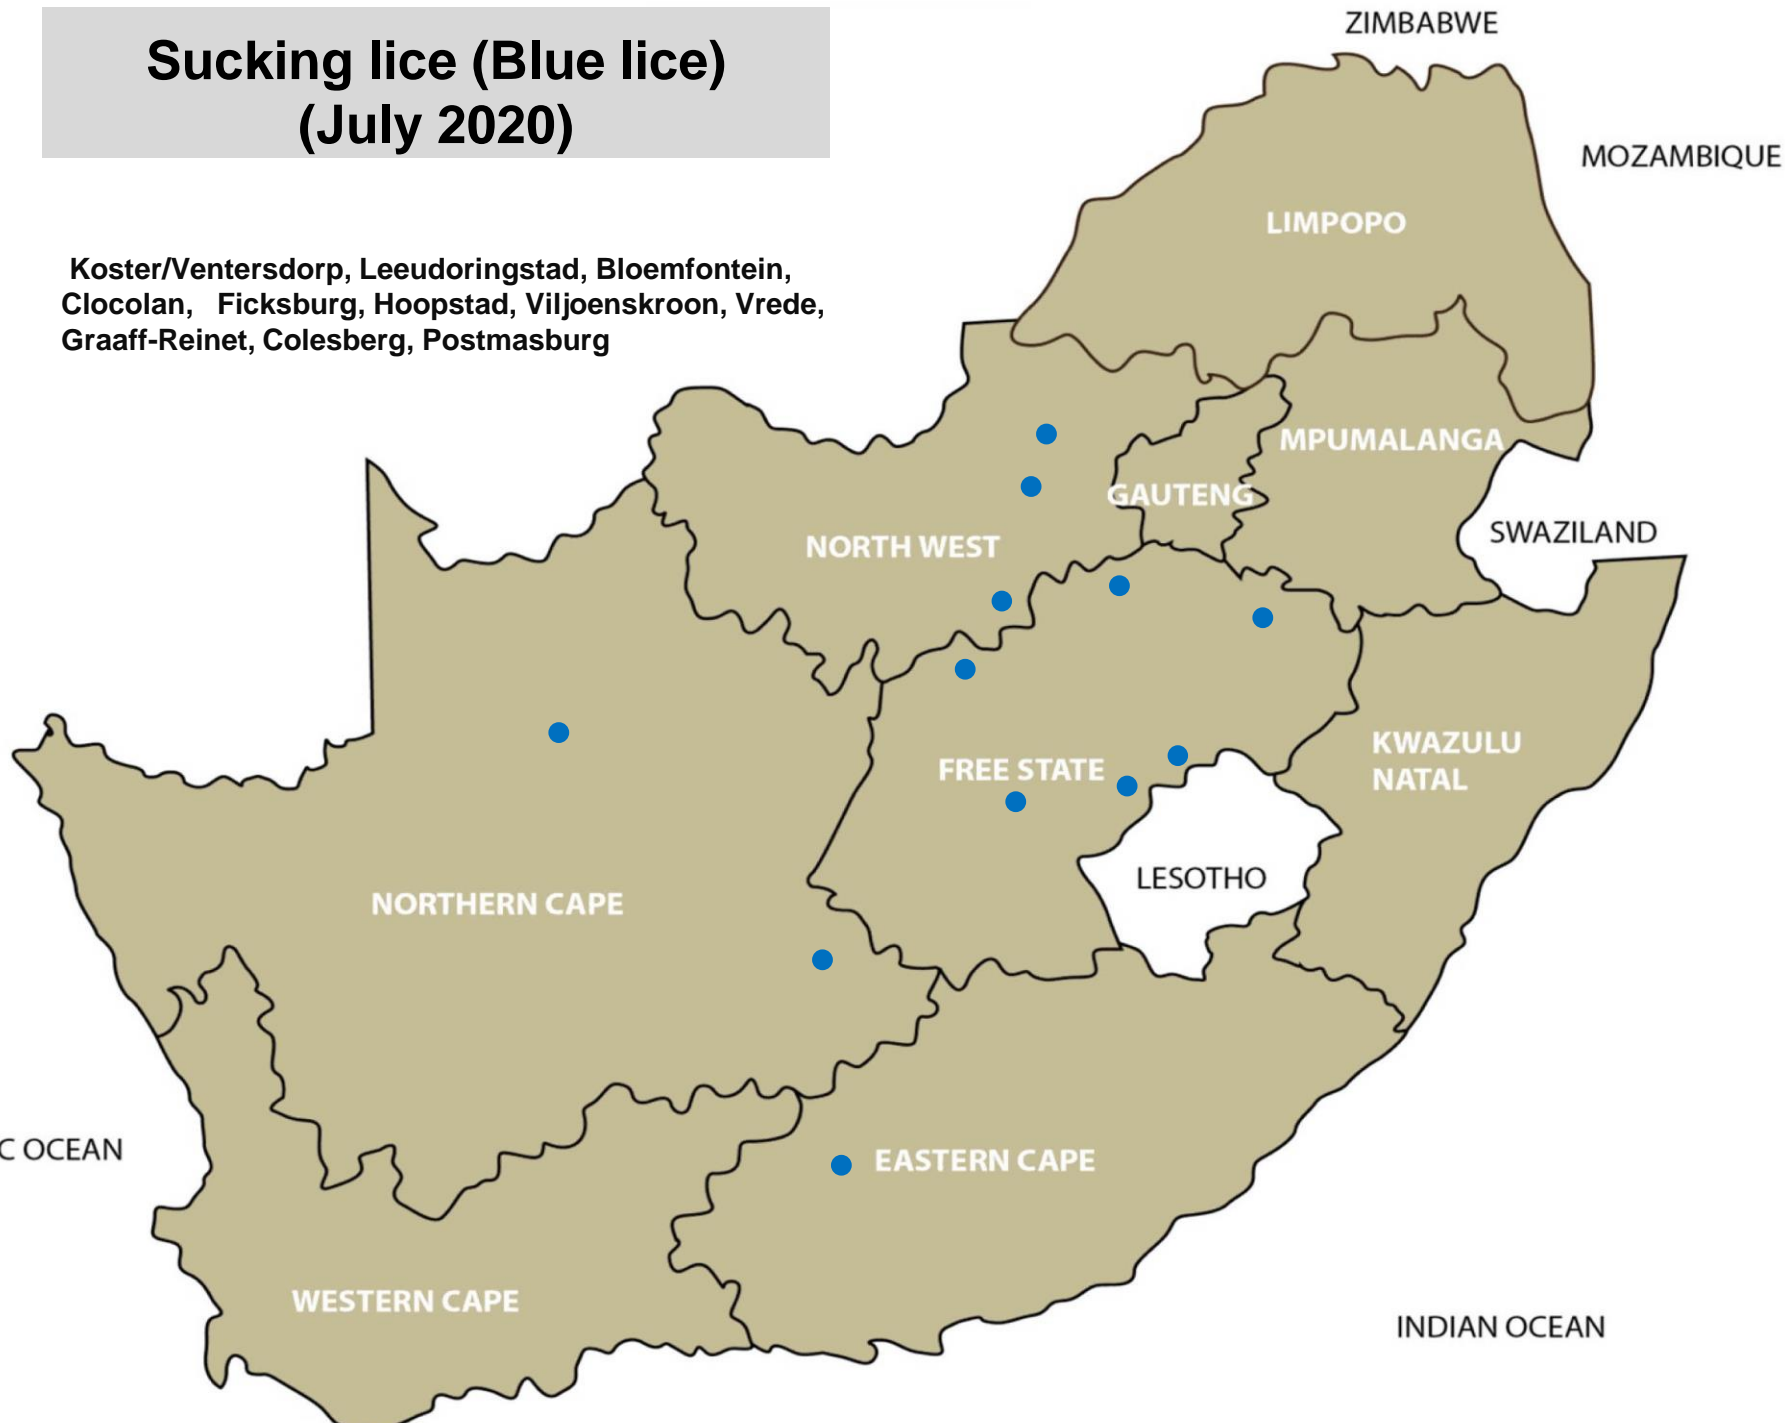 Sucking lice (Blue lice)
(July 2020)
Koster/Ventersdorp, Leeudoringstad, Bloemfontein,
Clocolan, Ficksburg, Hoopstad, Viljoenskroon, Vrede,
Graaff-Reinet, Colesberg, Postmasburg
ZIMBABWE
MOZAMBIQUE
LIMPOPO
MPUMALANGA
GAUTENG
SWAZILAND
NORTH WEST
KWAZULU
NATAL
FREE STATE
LESOTHO
NORTHERN CAPE
C OCEAN
EASTERN CAPE
WESTERN CAPE
INDIAN OCEAN